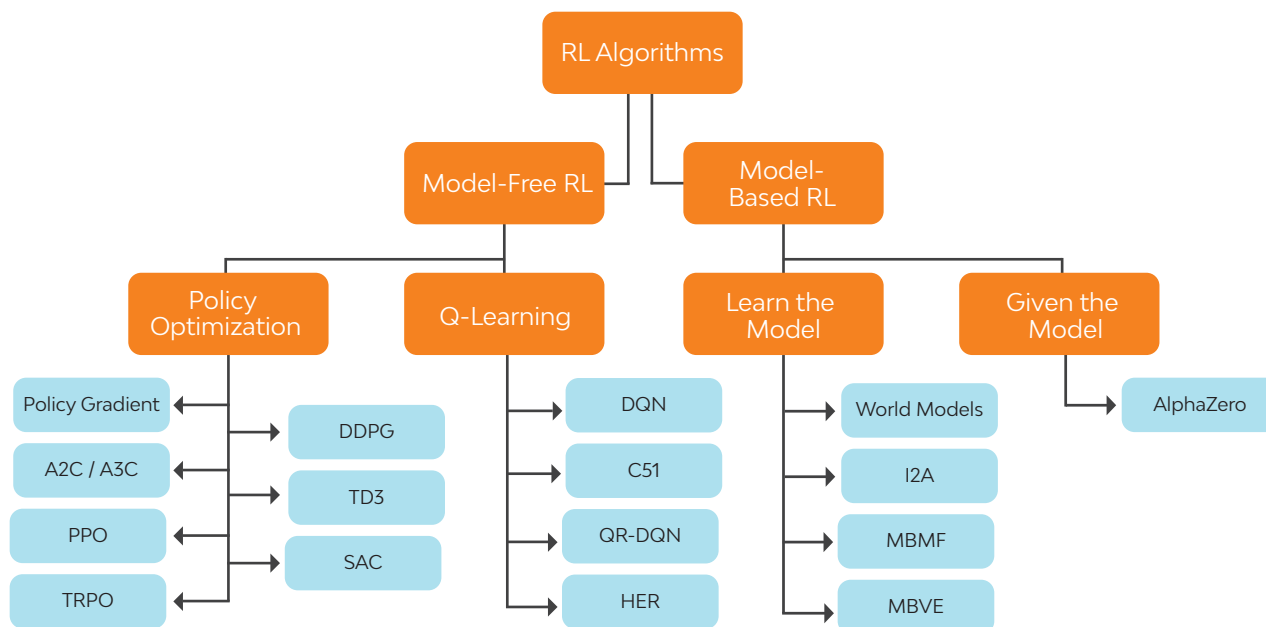 RL Algorithms
Model-Free RL
Model-
Based RL
Policy
Optimization
Q-Learning
Learn the
Model
Given the
Model
Policy Gradient
A2C / A3C
PPO
TRPO
DDPG
TD3
SAC
DQN
C51
QR-DQN
HER
World Models
I2A
MBMF
MBVE
AlphaZero